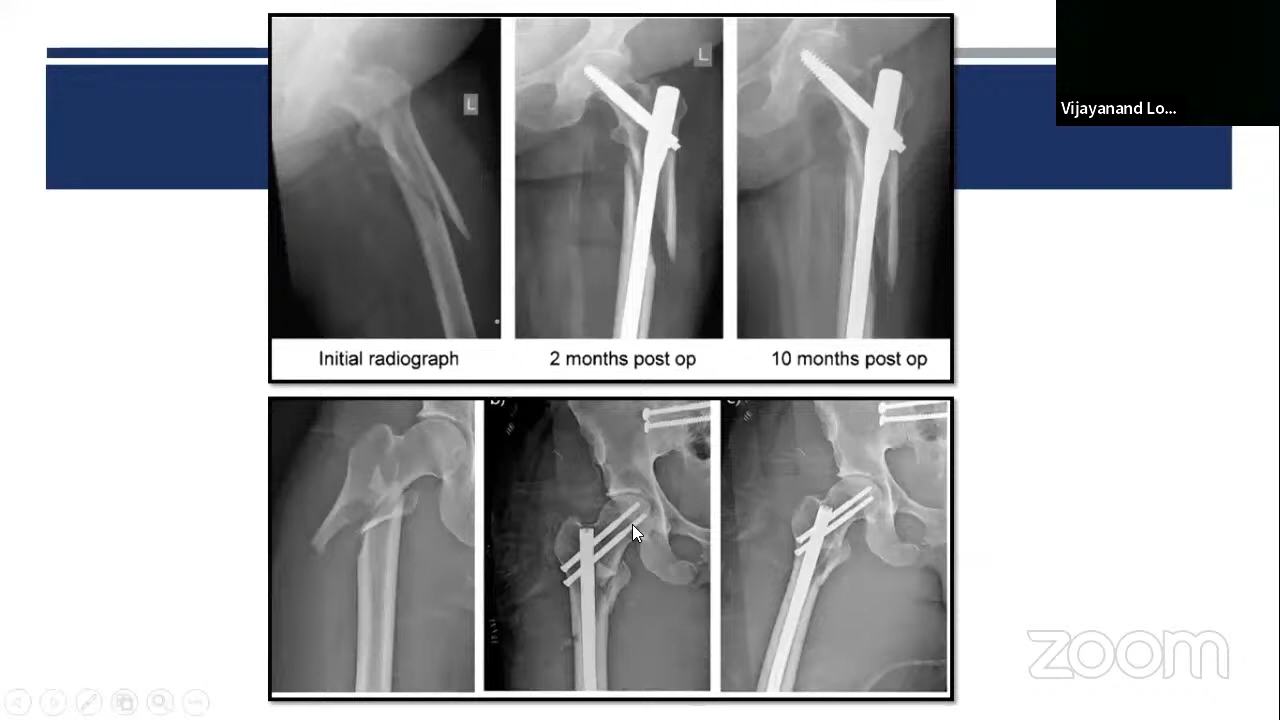 L
L
Initial radiograph
2 months post op
10 months post op
b)
c)
Vijayanand Lo...
zoom